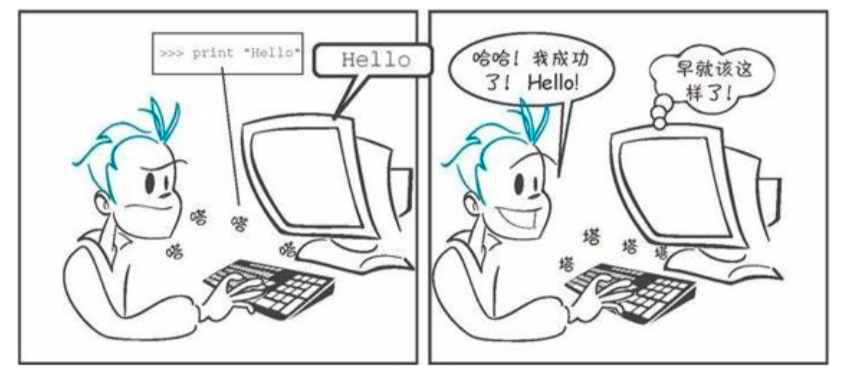 >>> print "Hello"
Hello
嗒
嗒
嗒
嗒
哈哈！我成功
了！ Hello!
早就该这
样了！
塔
塔
塔
塔